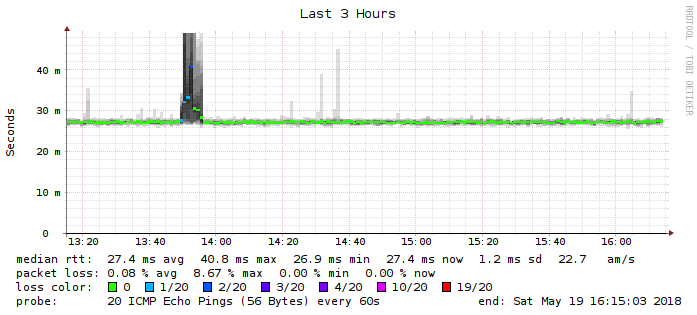 Last 3 Hours
RRDTOOL / TOBI OETIKER
Seconds
40 m
30 m
20 m
10 m
0
13:20 13:40 14:00 14:20 14:40 15:00 15:20 15:40 16:00
median rtt: 27.4 ms avg 40.8 ms max 26.9 ms min 27.4 ms now 1.2 ms sd 22.7 am/s
packet loss: 0.08 % avg 8.67 % max 0.00 % min 0.00 % now
loss color: 0 1/20 2/20 3/20 4/20 10/20 19/20
probe: 20 ICMP Echo Pings (56 Bytes) every 60s end: Sat May 19 16:15:03 2018